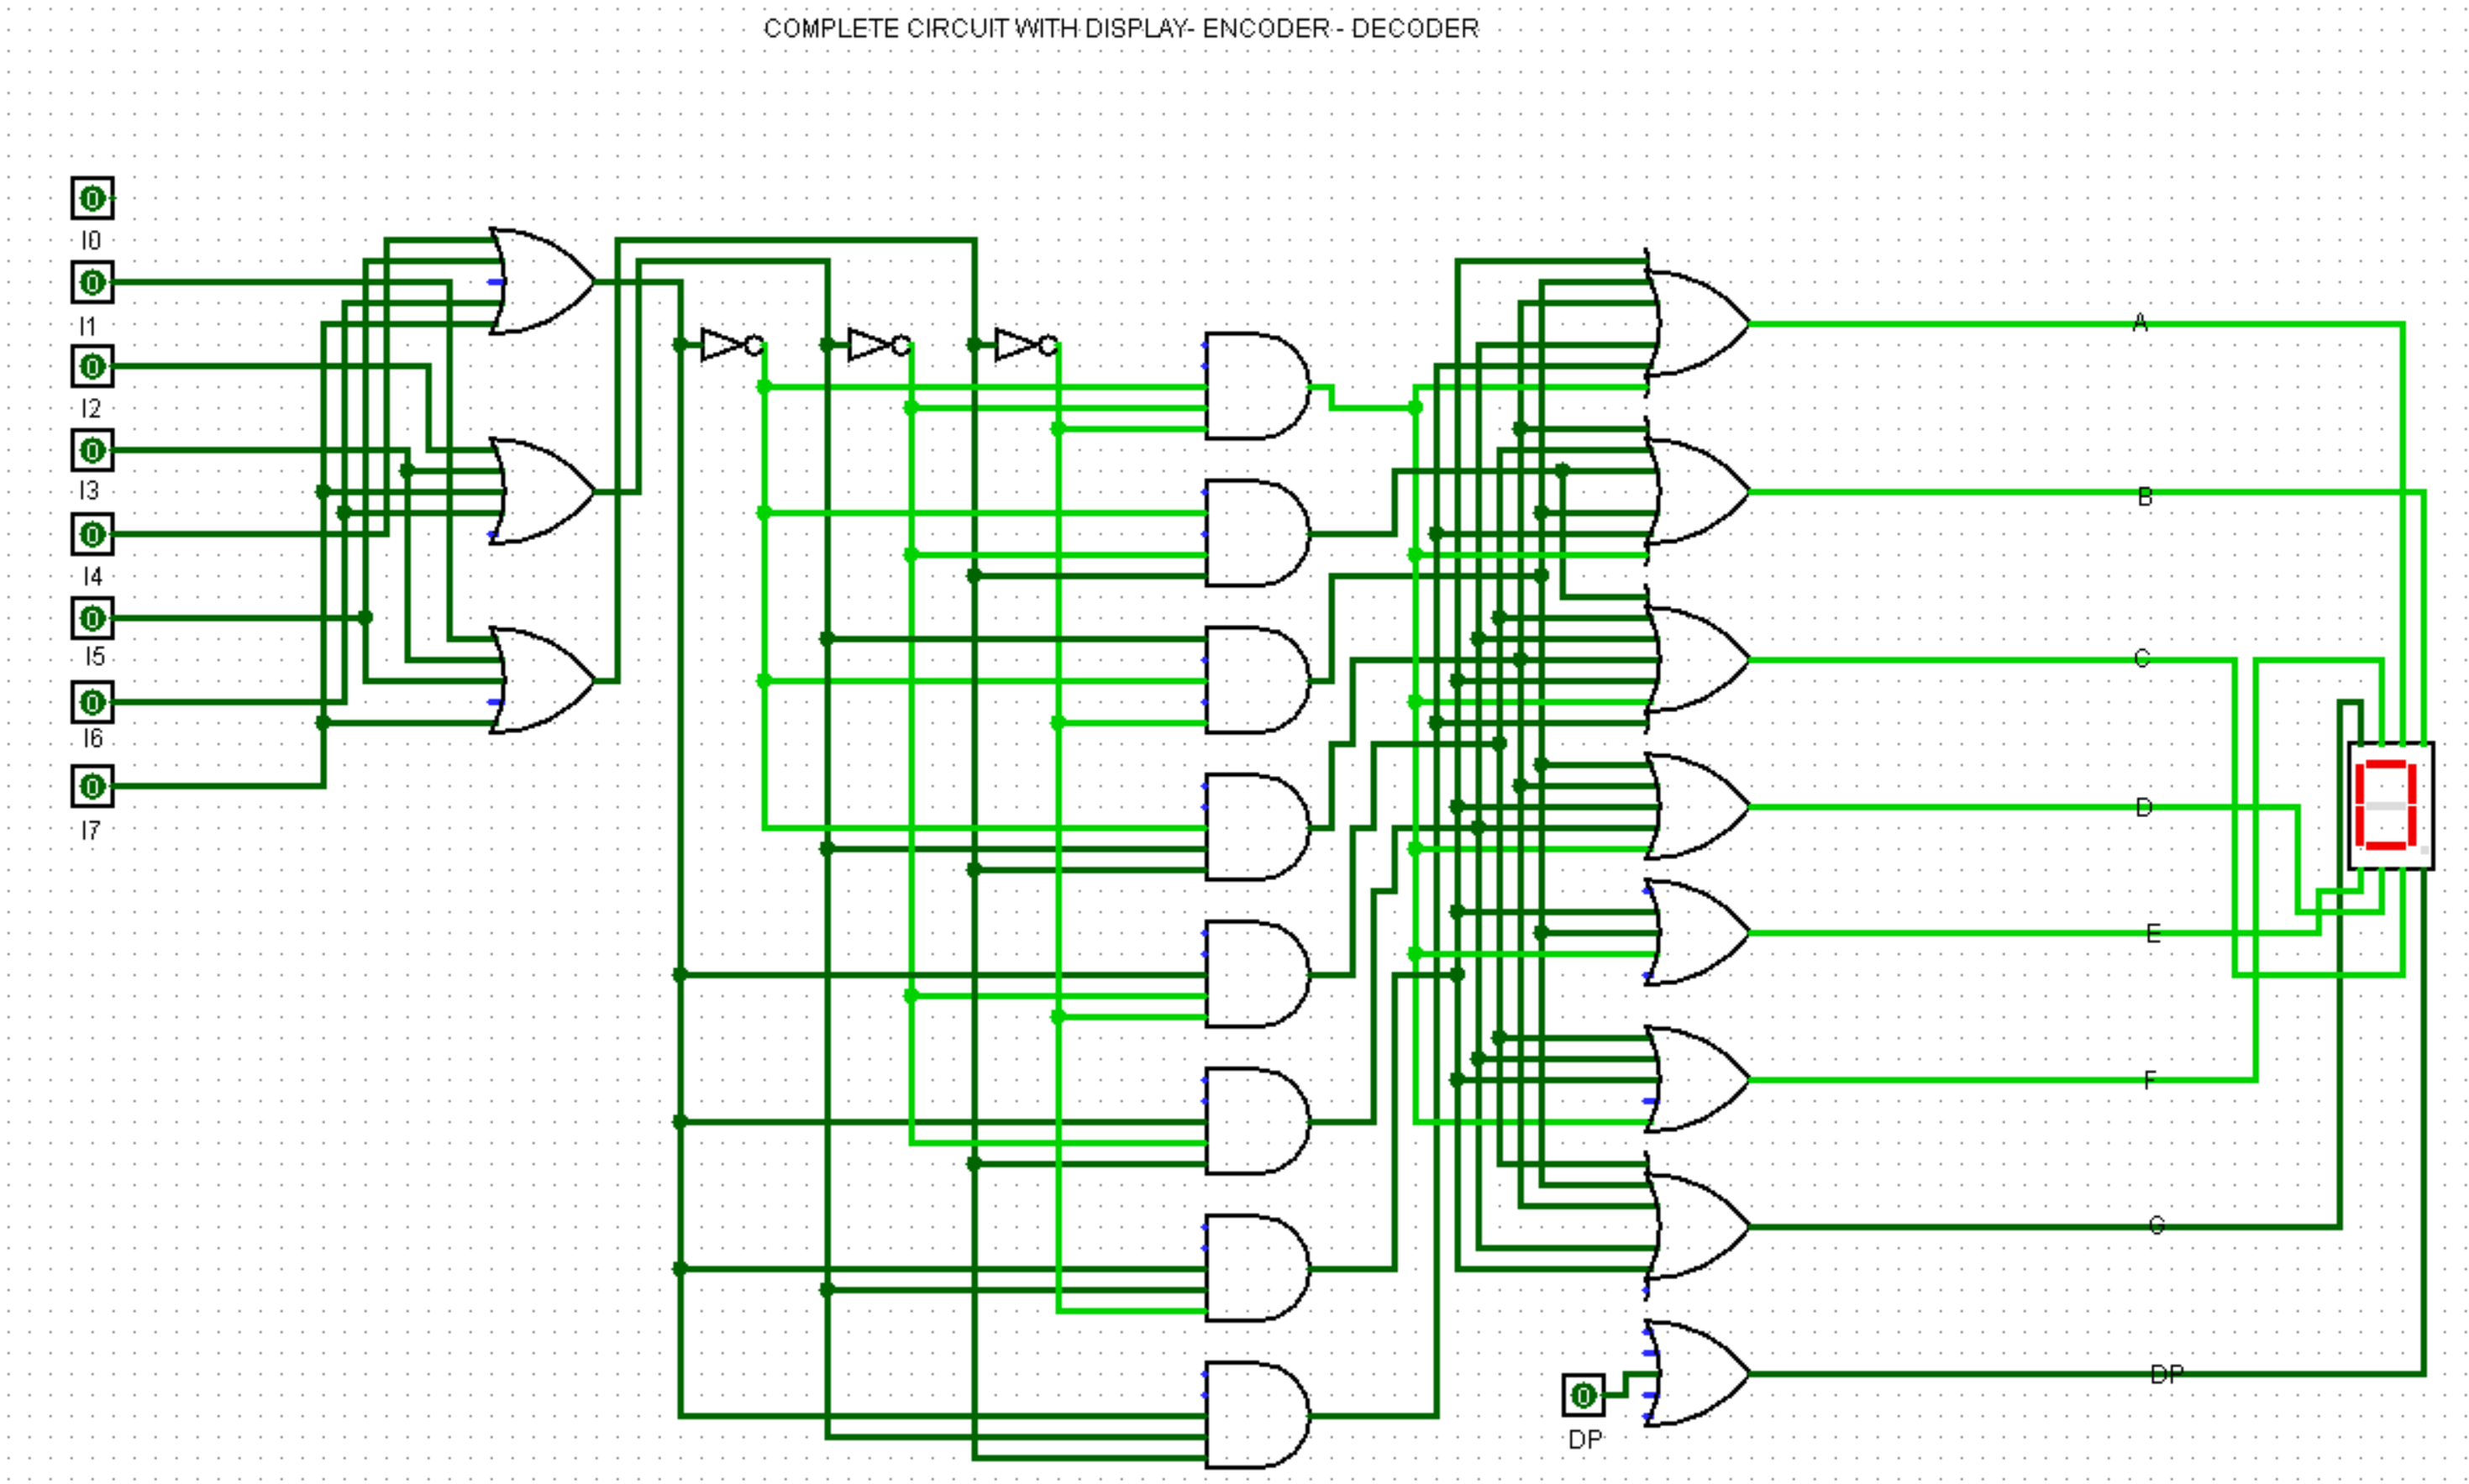 COMPLETE CIRCUIT WITH DISPLAY- ENCODER - DECODER
0
I0
0
I1
0
I2
0
I3
0
I4
0
I5
0
I6
0
I7
A
B
C
D
E
F
G
DP
0
DP